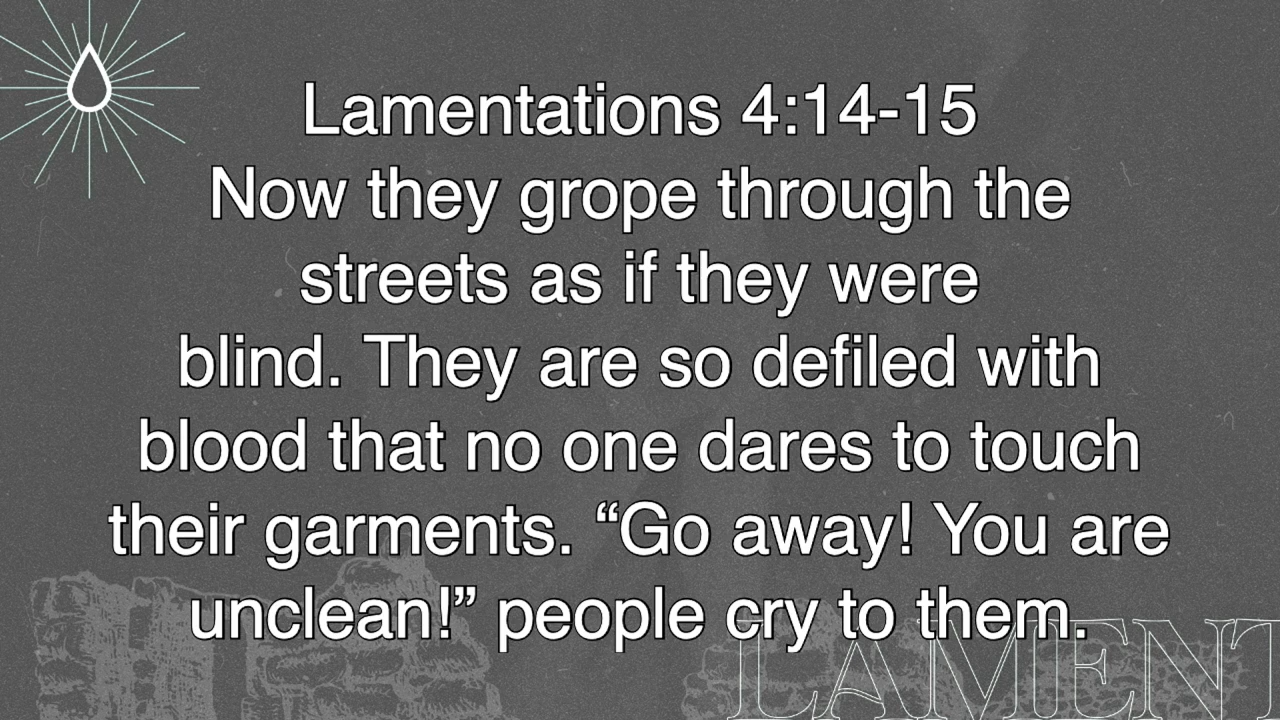 Lamentations 4:14-15
Now they grope through the
streets as if they were
blind. They are so defiled with
blood that no one dares to touch
their garments. “Go away! You are
unclean!” people cry to them.
LAMENT